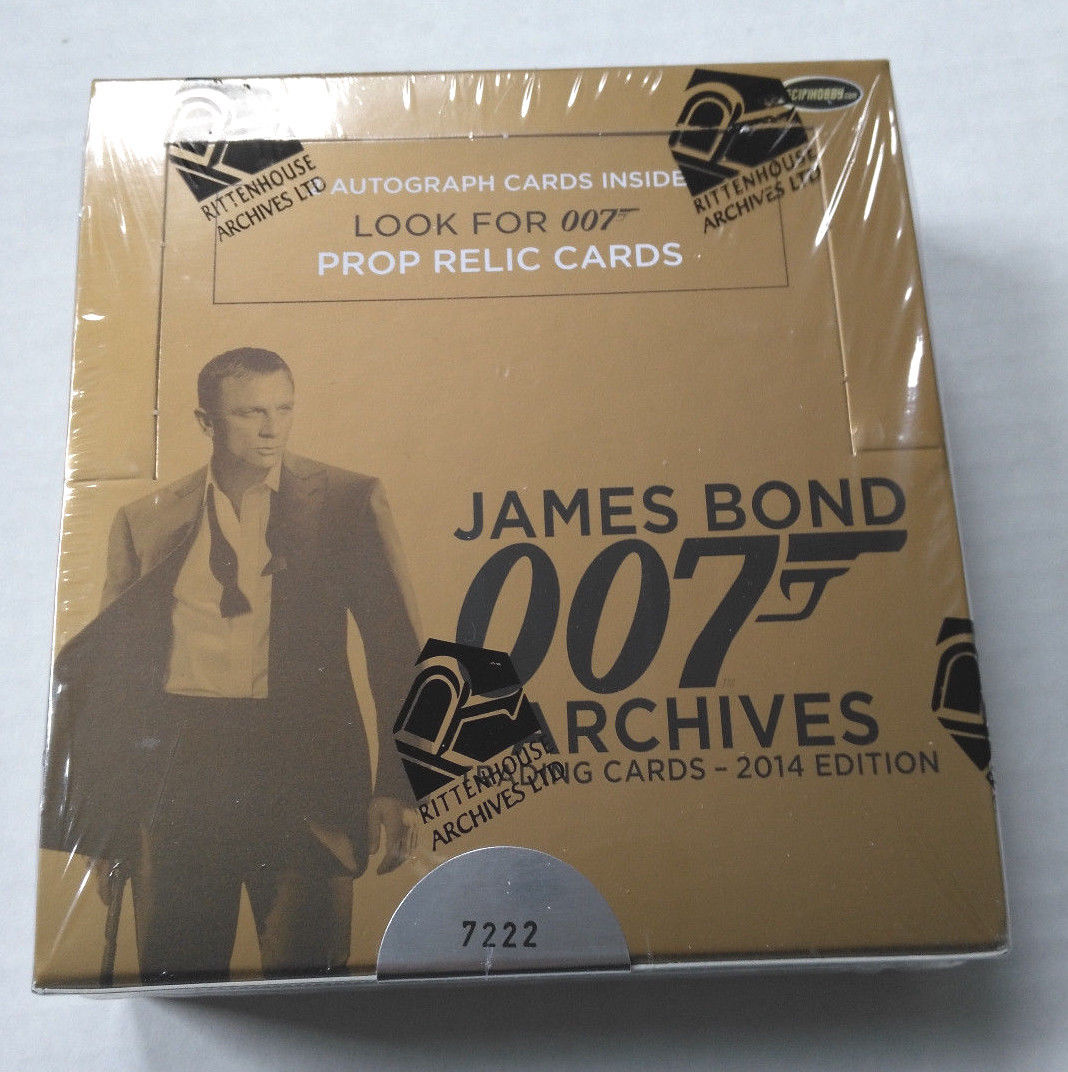 RITTENHOUSE
ARCHIVES LTD
RITTENHOUSE
ARCHIVES LTD
AUTOGRAPH CARDS INSIDE
LOOK FOR 007
PROP RELIC CARDS
JAMES BOND
007
ARCHIVES
TRADING CARDS – 2014 EDITION
RITTENHOUSE
ARCHIVES LTD
7222